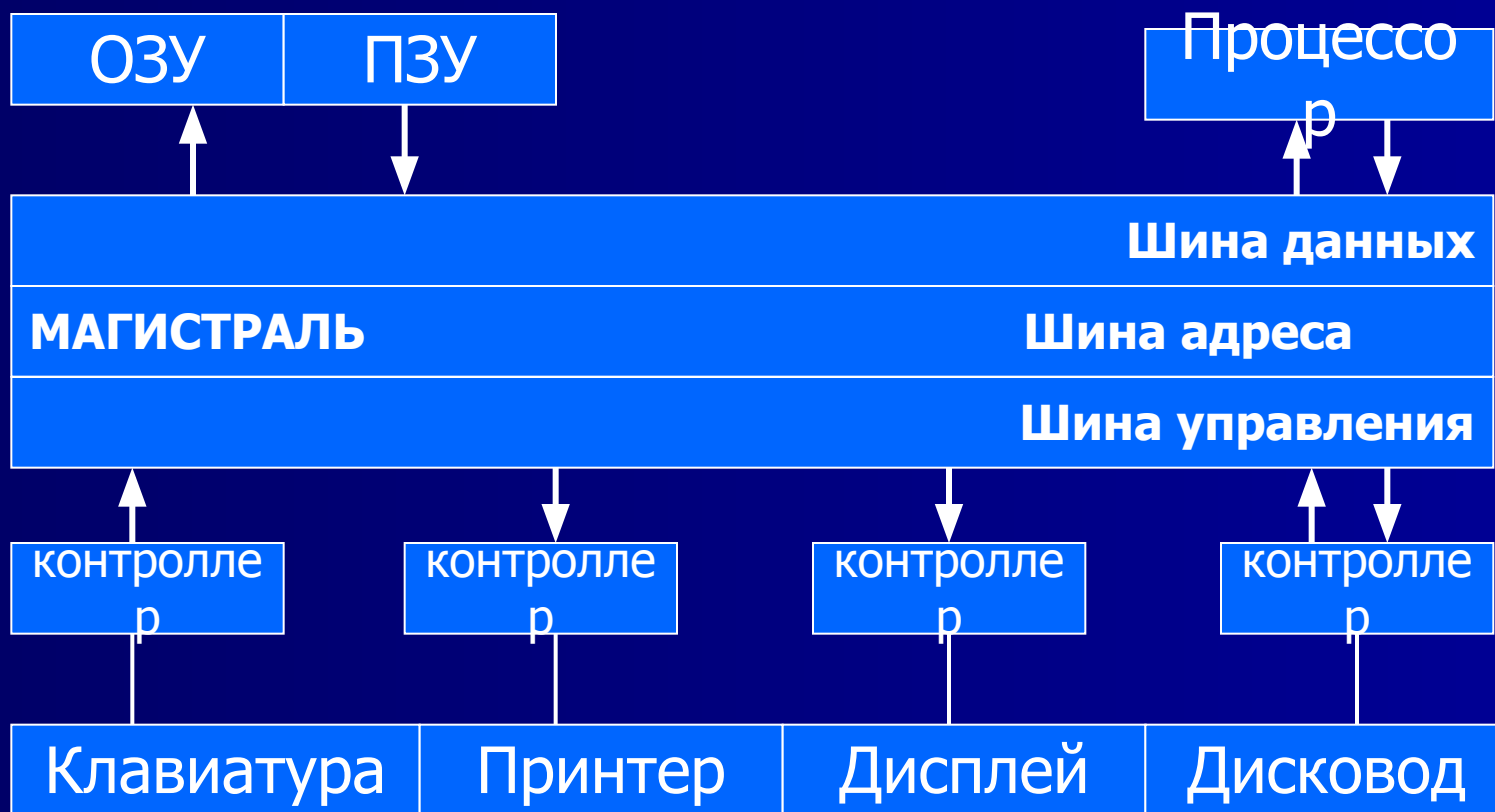 ОЗУ
ПЗУ
Процессо
р
Шина данных
МАГИСТРАЛЬ
Шина адреса
Шина управления
контролле
р
контролле
р
контролле
р
контролле
р
Клавиатура
Принтер
Дисплей
Дисковод